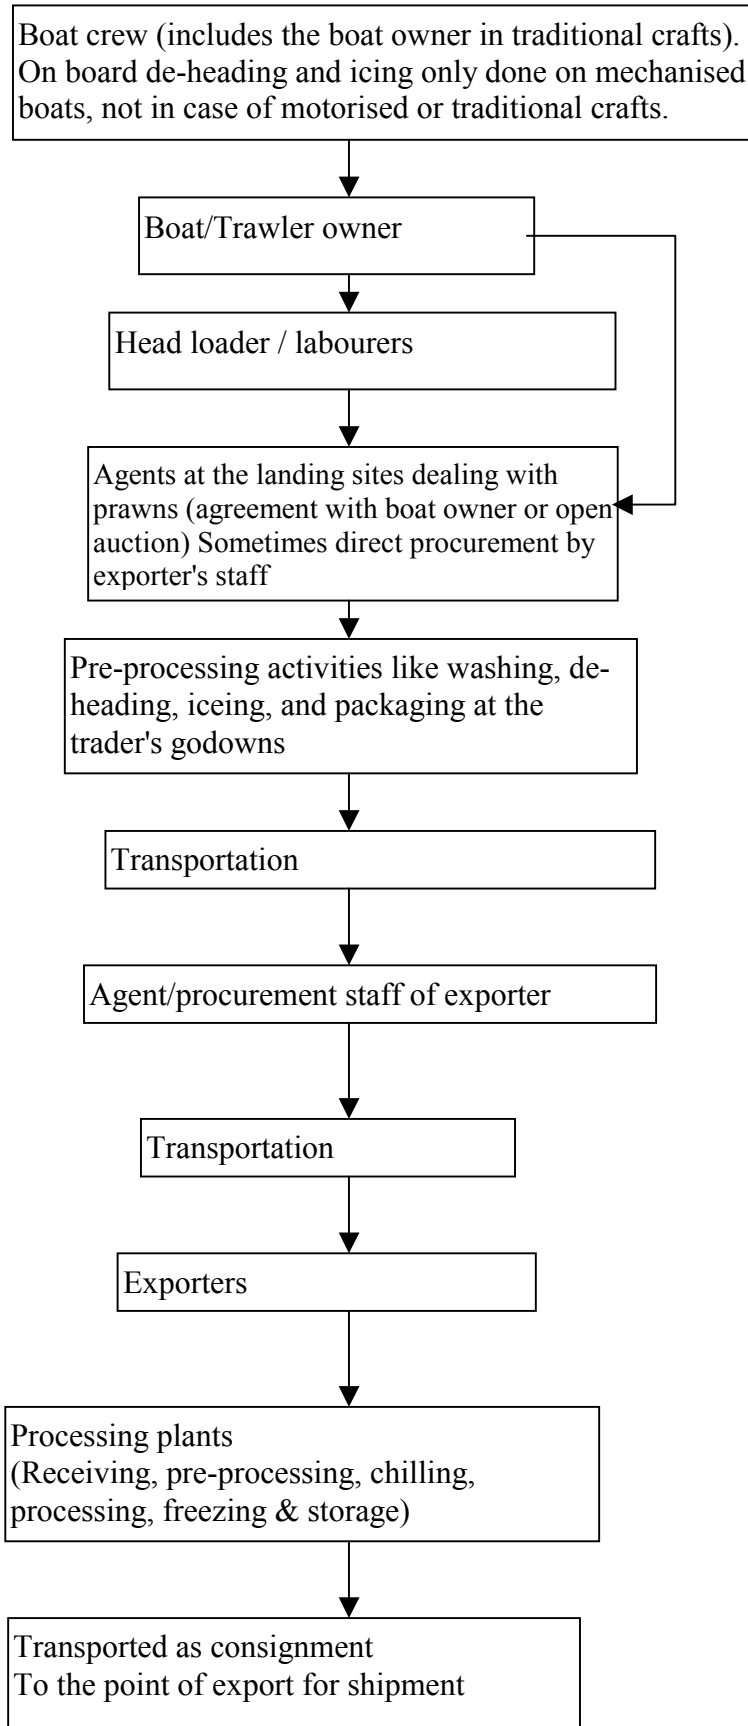 Boat crew (includes the boat owner in traditional crafts).
On board de-heading and icing only done on mechanised
boats, not in case of motorised or traditional crafts.
Boat/Trawler owner
Head loader / labourers
Agents at the landing sites dealing with
prawns (agreement with boat owner or open
auction) Sometimes direct procurement by
exporter's staff
Pre-processing activities like washing, de-
heading, iceing, and packaging at the
trader's godowns
Transportation
Agent/procurement staff of exporter
Transportation
Exporters
Processing plants
(Receiving, pre-processing, chilling,
processing, freezing & storage)
Transported as consignment
To the point of export for shipment